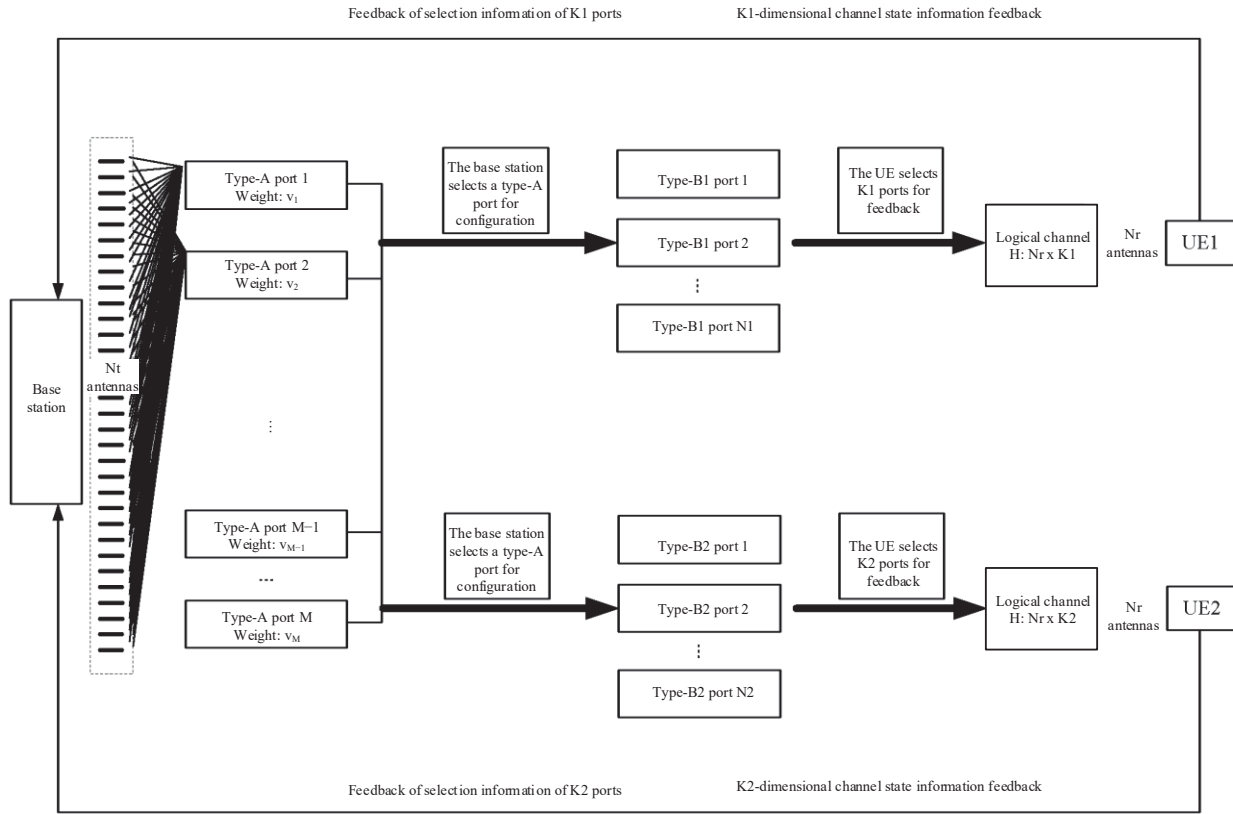 Feedback of selection information of K1 ports
K1-dimensional channel state information feedback
Base
station
Nt
antennas
Type-A port 1
Weight: v₁
Type-A port 2
Weight: v₂
⋮
Type-A port M−1
Weight: v_M−1
...
Type-A port M
Weight: v_M
The base station
selects a type-A
port for
configuration
Type-B1 port 1
Type-B1 port 2
⋮
Type-B1 port N1
The UE selects
K1 ports for
feedback
Logical channel
H: Nr x K1
Nr
antennas
UE1
The base station
selects a type-A
port for
configuration
Type-B2 port 1
Type-B2 port 2
⋮
Type-B2 port N2
The UE selects
K2 ports for
feedback
Logical channel
H: Nr x K2
Nr
antennas
UE2
Feedback of selection information of K2 ports
K2-dimensional channel state information feedback